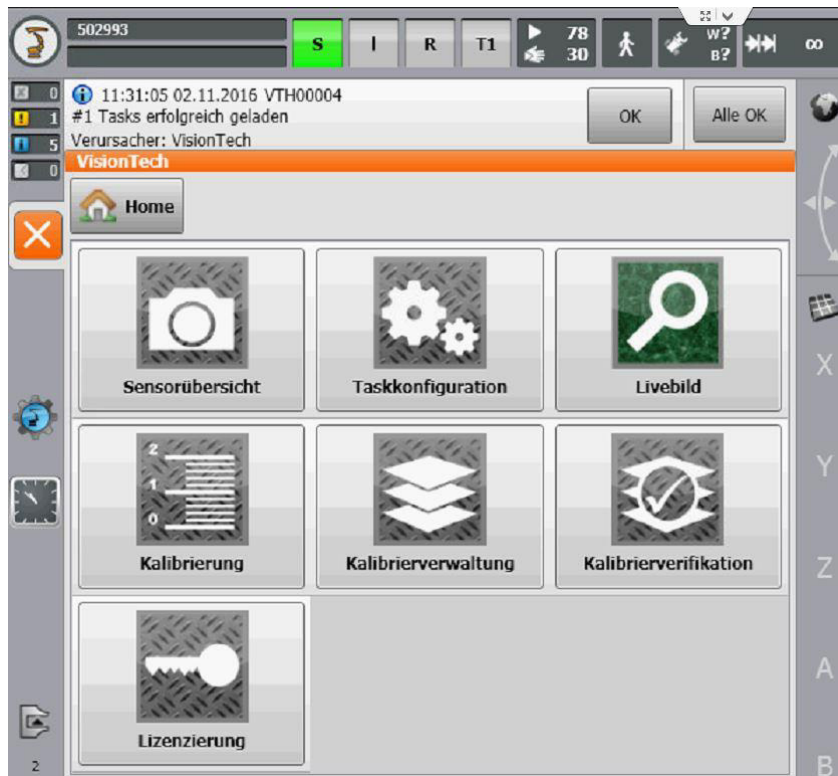 502993
S I R T1 78 30 W? B? ∞
0 11:31:05 02.11.2016 VTH00004
1 #1 Tasks erfolgreich geladen
5 Verursacher: VisionTech
0
OK
Alle OK
VisionTech
Home
Sensorübersicht
Taskkonfiguration
Livebild
2
1
0
Kalibrierung
Kalibrierverwaltung
Kalibrierverifikation
Lizenzierung
X
Y
Z
A
B
2